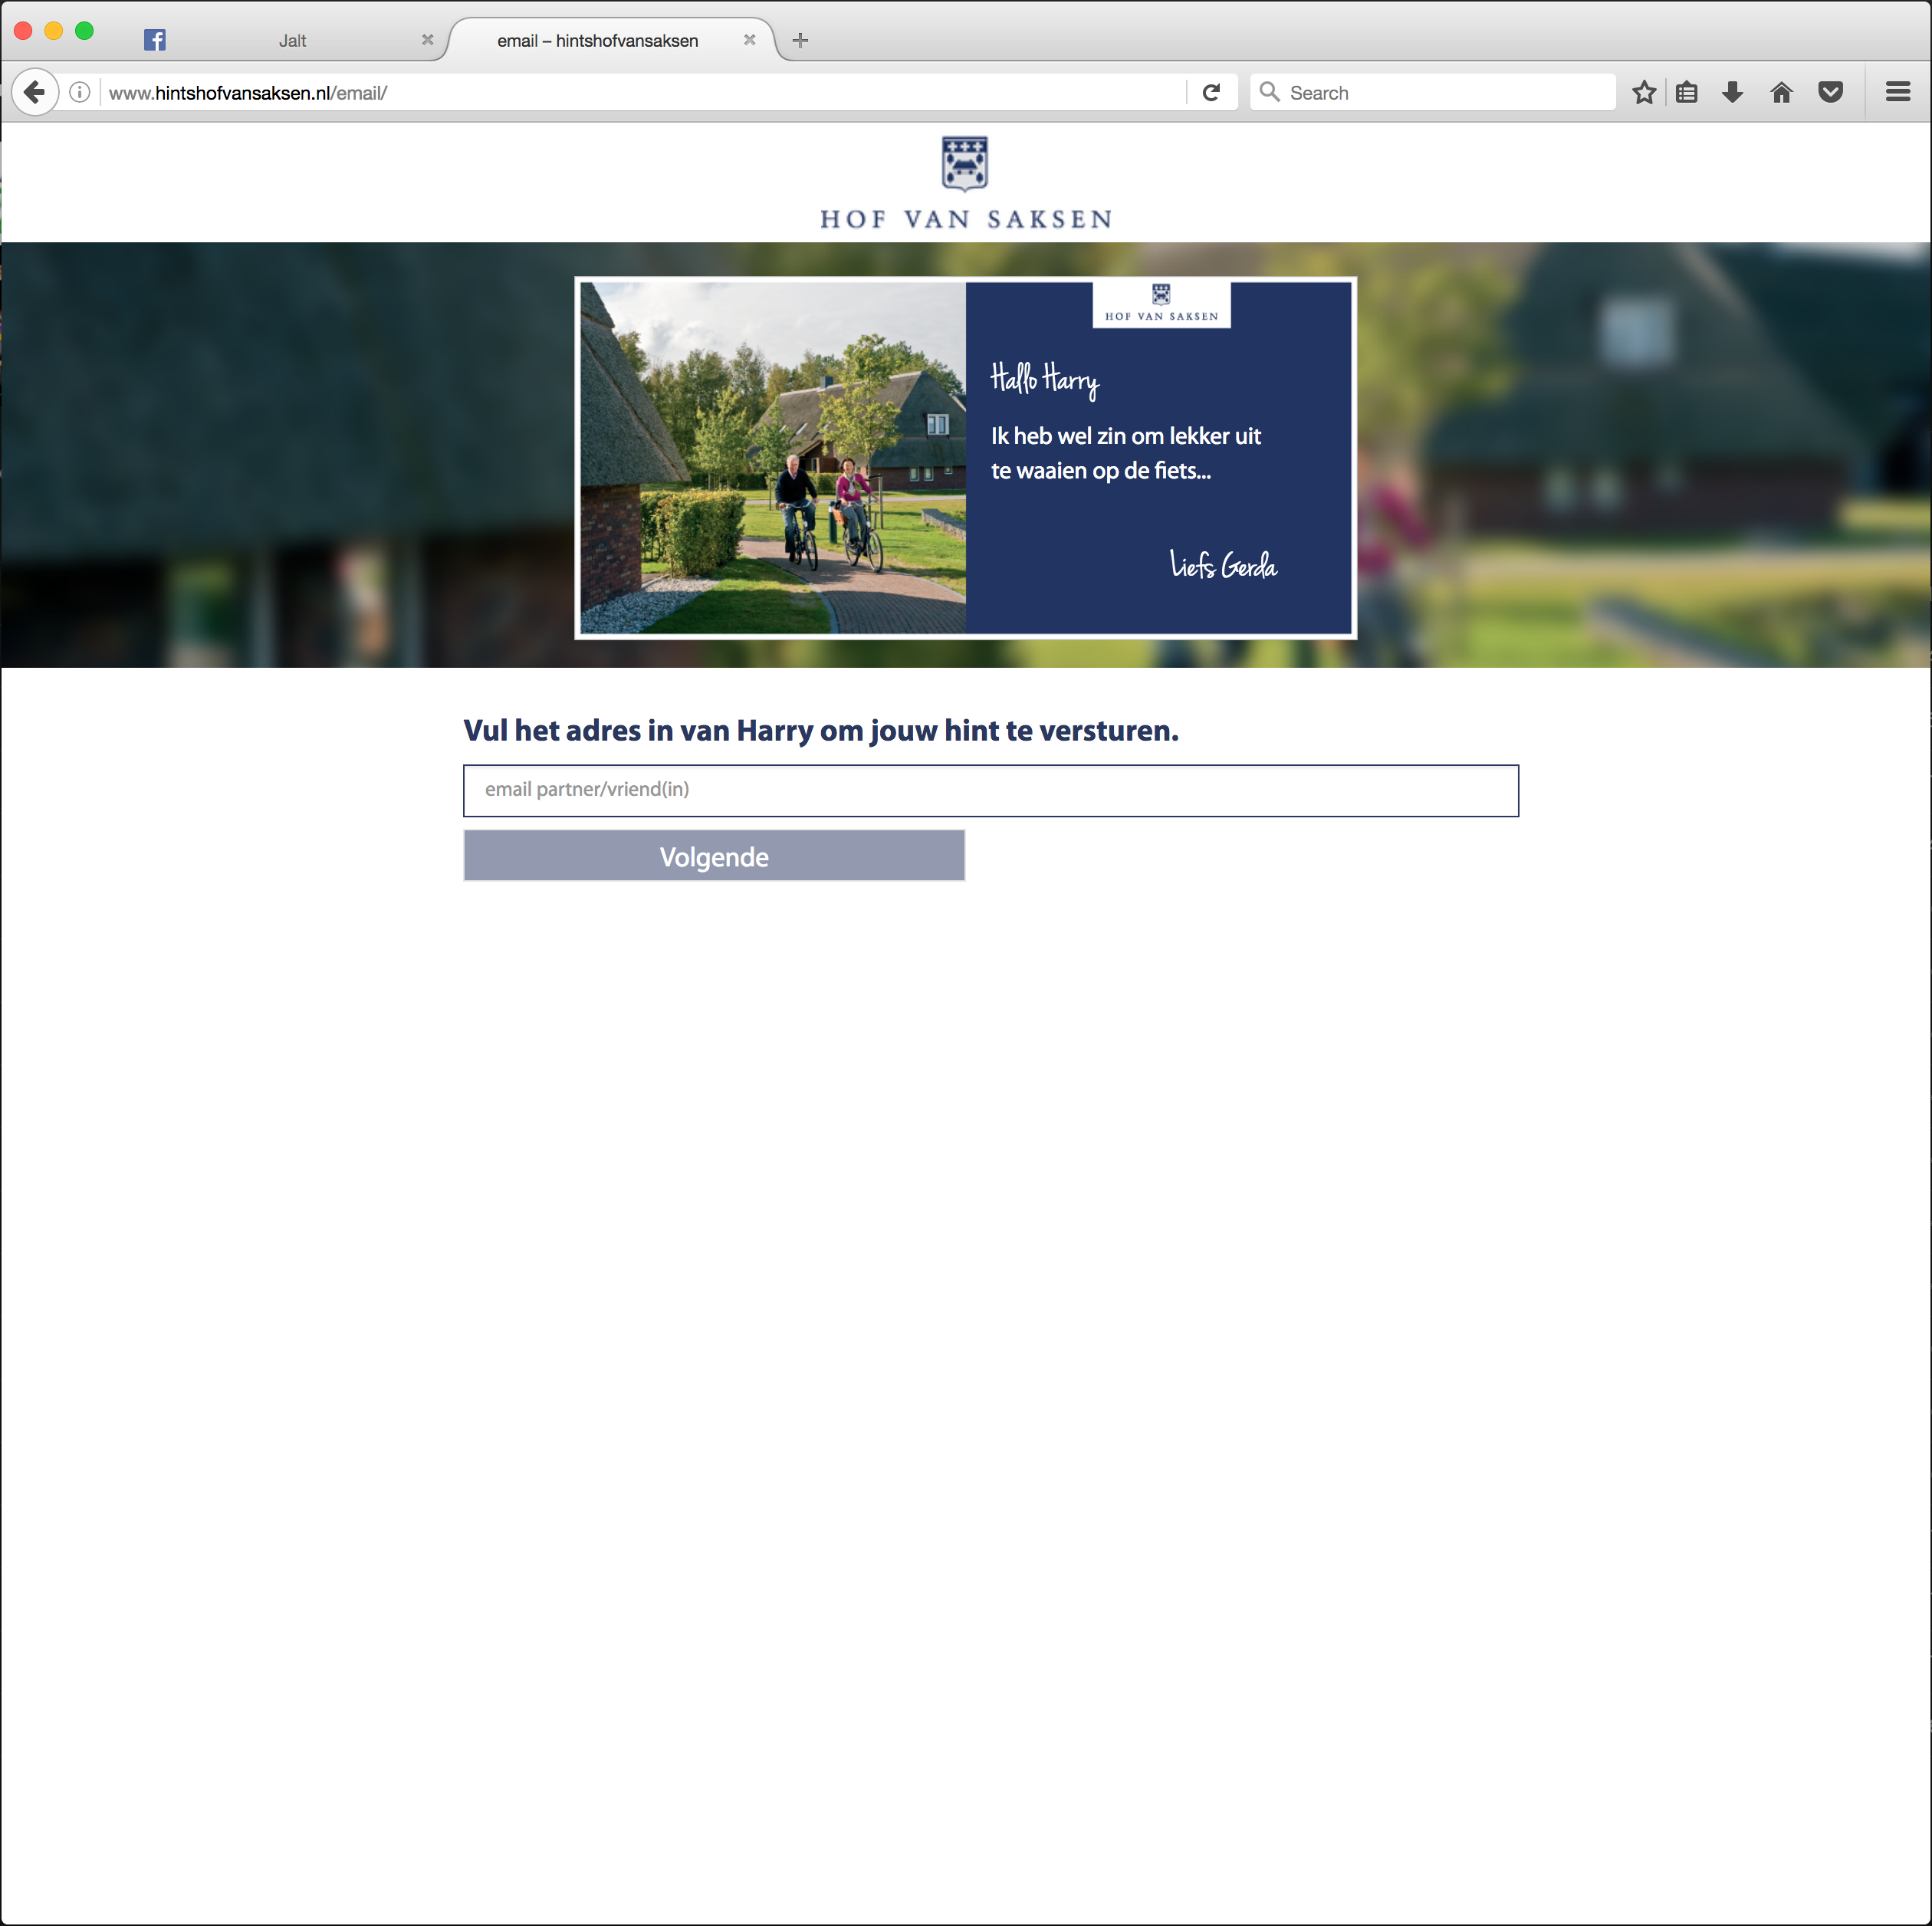 Jalt
email – hintshofvansaksen
www.hintshofvansaksen.nl/email/
Search
HOF VAN SAKSEN
HOF VAN SAKSEN
Hallo Harry
Ik heb wel zin om lekker uit
te waaien op de fiets...
Liefs Gerda
Vul het adres in van Harry om jouw hint te versturen.
email partner/vriend(in)
Volgende